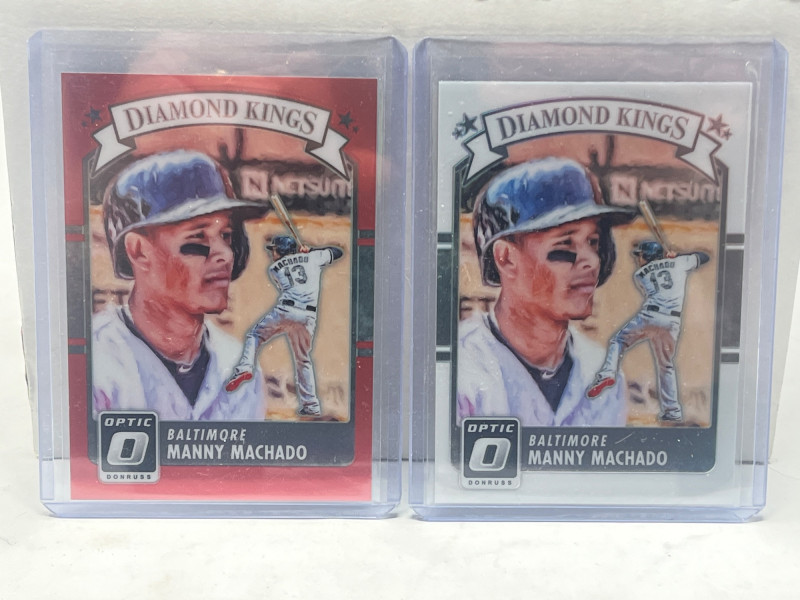 DIAMOND KINGS
N NETSUIT
MACHADO
13
OPTIC
O
DONRUSS
BALTIMORE
MANNY MACHADO
DIAMOND KINGS
N NETSU
MACHADO
13
OPTIC
O
DONRUSS
BALTIMORE
MANNY MACHADO